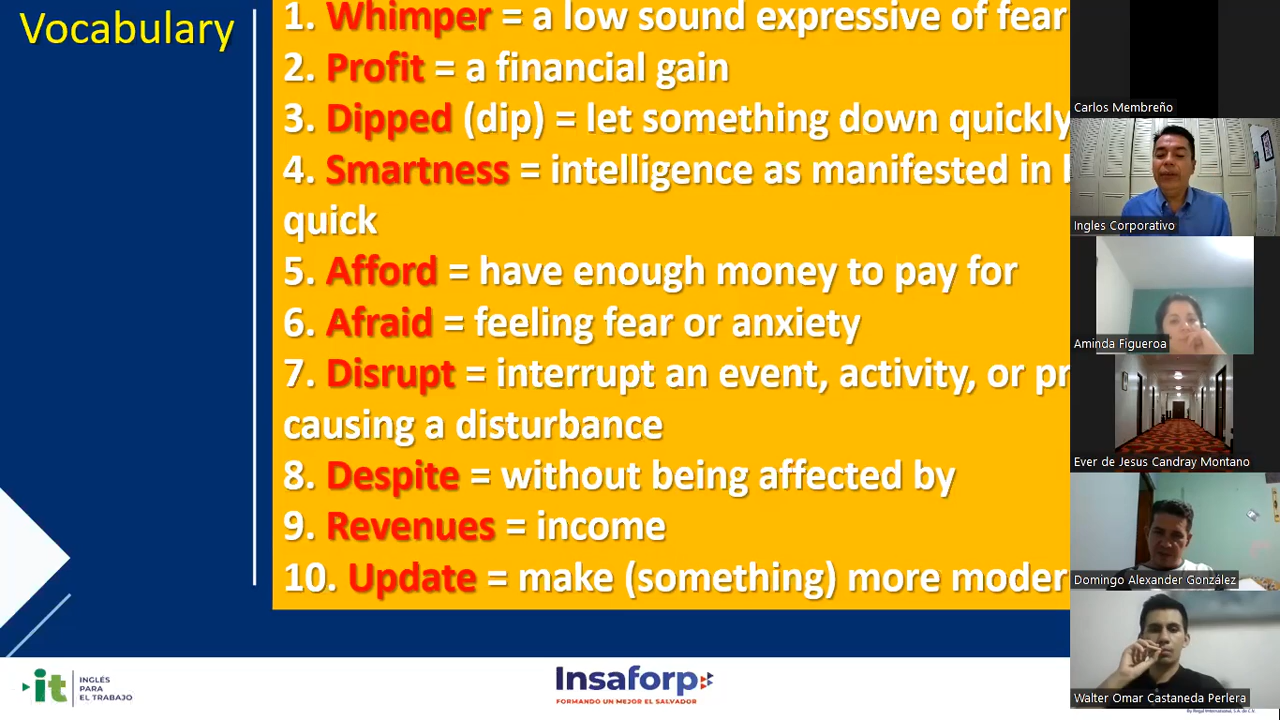 Vocabulary
1. Whimper = a low sound expressive of fear
2. Profit = a financial gain
3. Dipped (dip) = let something down quickly
4. Smartness = intelligence as manifested in
quick
5. Afford = have enough money to pay for
6. Afraid = feeling fear or anxiety
7. Disrupt = interrupt an event, activity, or
causing a disturbance
8. Despite = without being affected by
9. Revenues = income
10. Update = make (something) more moder
Carlos Membreño
Ingles Corporativo
Aminda Figueroa
Ever de Jesus Candray Montano
Domingo Alexander González
Walter Omar Castaneda Perlera
it INGLÉS
PARA
EL TRABAJO
Insaforp
FORMANDO UN MEJOR EL SALVADOR